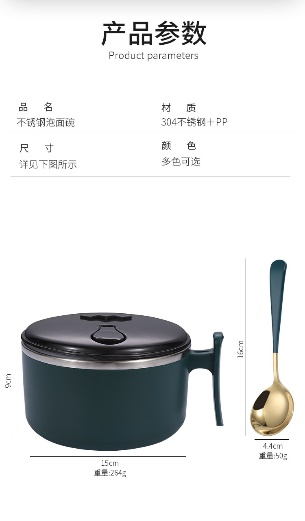 产品参数
Product parameters
品 名
不锈钢泡面碗
材 质
304不锈钢+PP
尺 寸
详见下图所示
颜 色
多色可选
9cm
15cm
重量:264g
16cm
4.4cm
重量:50g